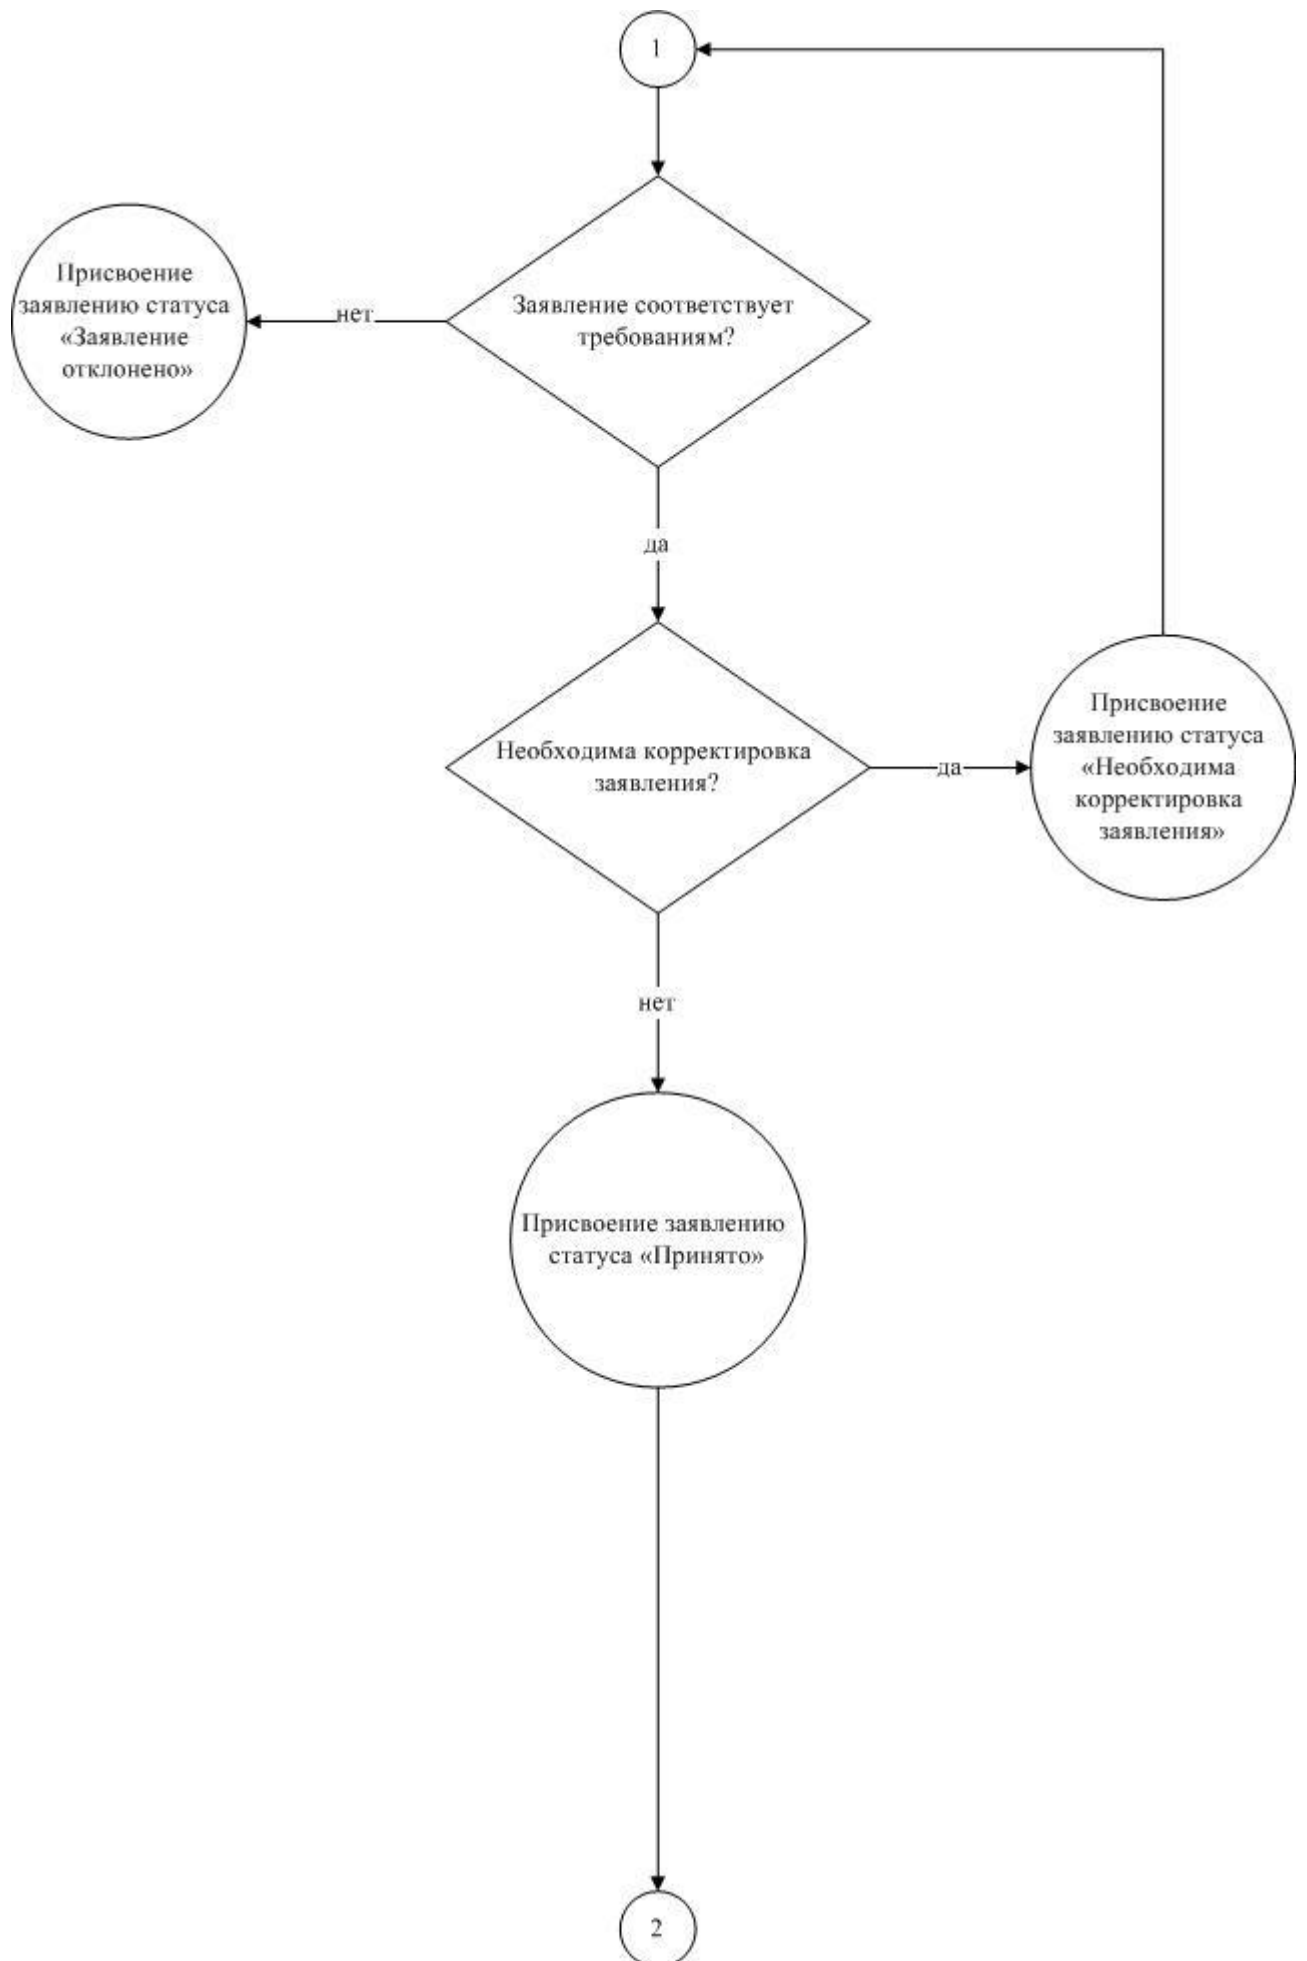 1
Присвоение
заявлению статуса
«Заявление
отклонено»
нет
Заявление соответствует
требованиям?
да
Необходима корректировка
заявления?
да
Присвоение
заявлению статуса
«Необходима
корректировка
заявления»
нет
Присвоение заявлению
статуса «Принято»
2